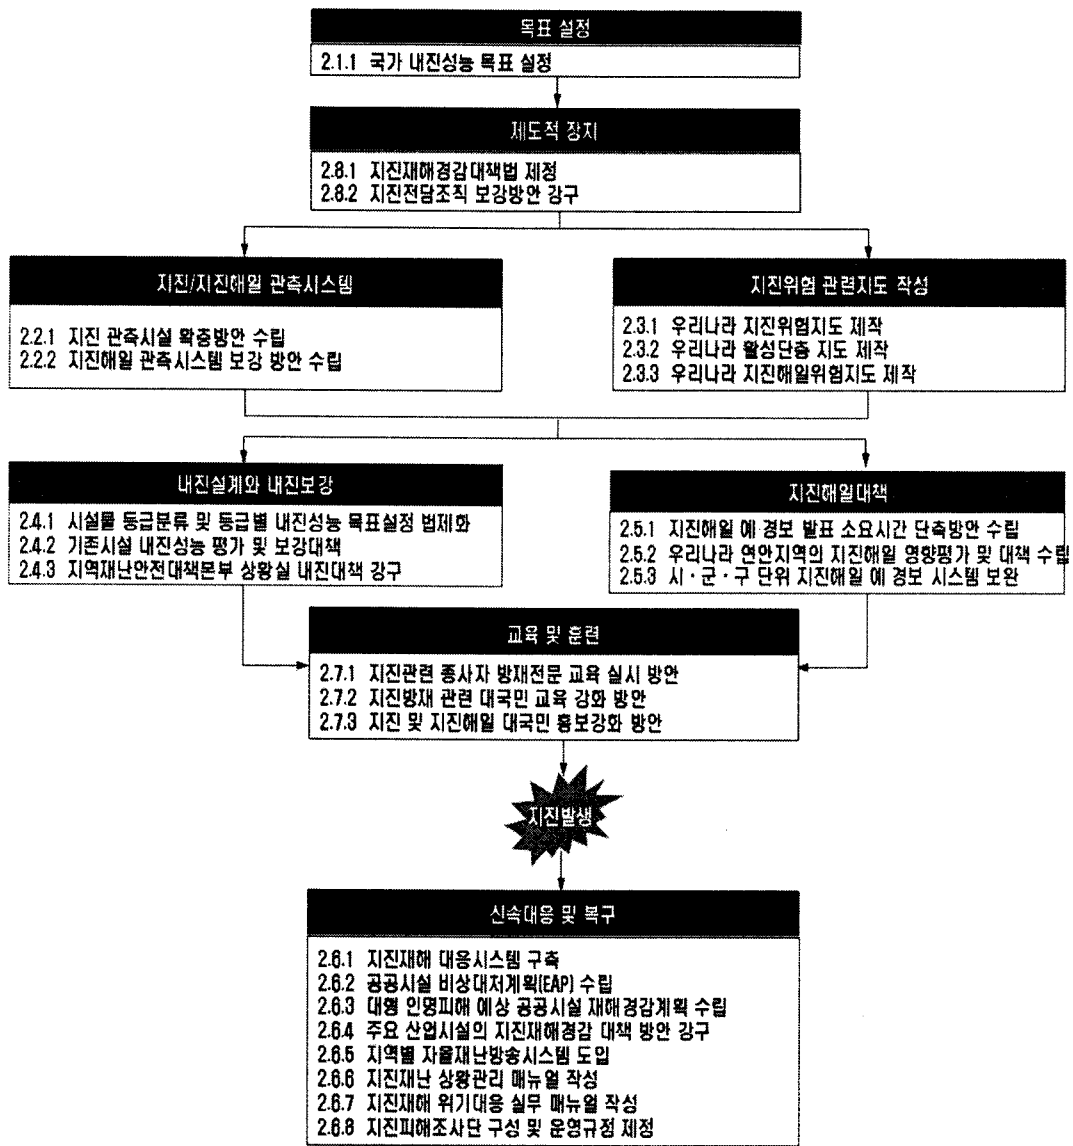 목표 설정
2.1.1 국가 내진성능 목표 설정
제도적 장치
2.8.1 지진재해경감대책법 제정
2.8.2 지진전담조직 보강방안 강구
지진/지진해일 관측시스템
2.2.1 지진 관측시설 확충방안 수립
2.2.2 지진해일 관측시스템 보강 방안 수립
지진위험 관련지도 작성
2.3.1 우리나라 지진위험지도 제작
2.3.2 우리나라 활성단층 지도 제작
2.3.3 우리나라 지진해일위험지도 제작
내진설계와 내진보강
2.4.1 시설물 등급분류 및 등급별 내진성능 목표설정 법제화
2.4.2 기존시설 내진성능 평가 및 보강대책
2.4.3 지역재난안전대책본부 상황실 내진대책 강구
지진해일대책
2.5.1 지진해일 예 경보 발표 소요시간 단축방안 수립
2.5.2 우리나라 연안지역의 지진해일 영향평가 및 대책 수립
2.5.3 시·군·구 단위 지진해일 예 경보 시스템 보완
교육 및 훈련
2.7.1 지진관련 종사자 방재전문 교육 실시 방안
2.7.2 지진방재 관련 대국민 교육 강화 방안
2.7.3 지진 및 지진해일 대국민 홍보강화 방안
지진발생
신속대응 및 복구
2.6.1 지진재해 대응시스템 구축
2.6.2 공공시설 비상대처계획(EAP) 수립
2.6.3 대형 인명피해 예상 공공시설 재해경감계획 수립
2.6.4 주요 산업시설의 지진재해경감 대책 방안 강구
2.6.5 지역별 자율재난방송시스템 도입
2.6.6 지진재난 상황관리 매뉴얼 작성
2.6.7 지진재해 위기대응 실무 매뉴얼 작성
2.6.8 지진피해조사단 구성 및 운영규정 제정